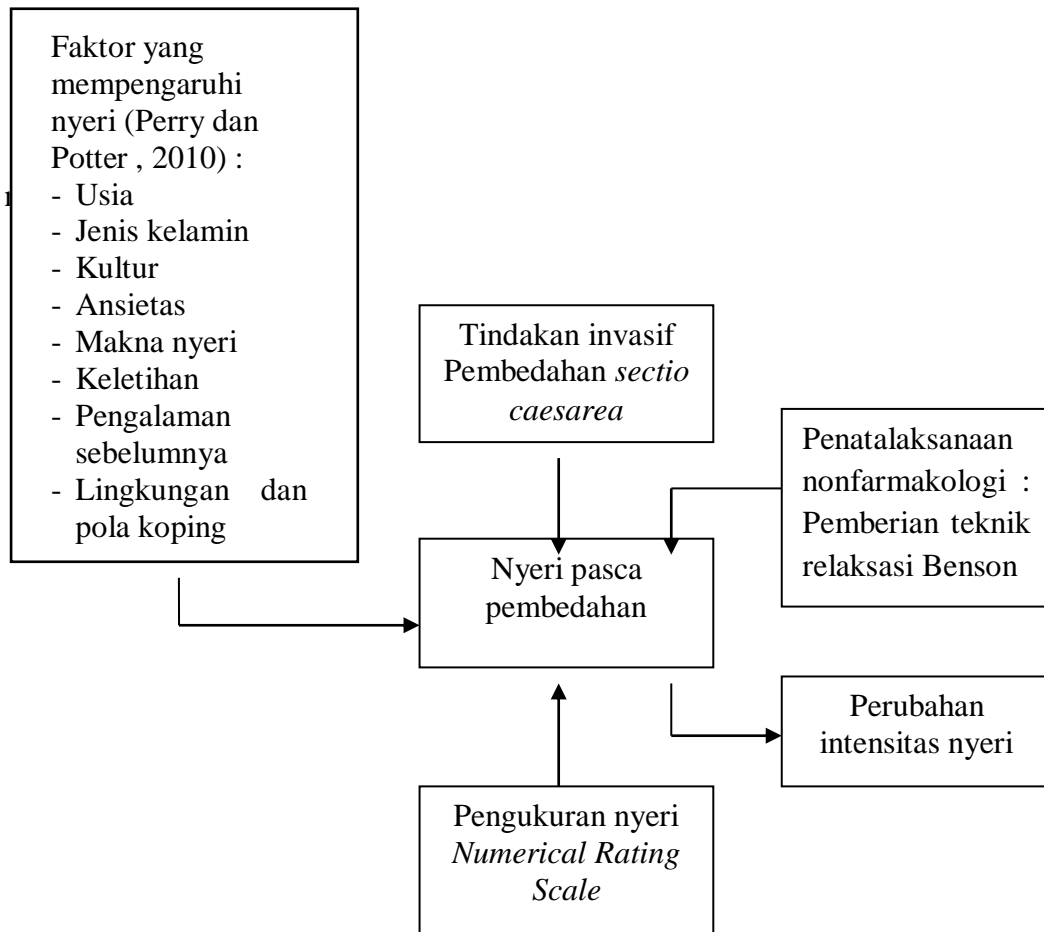 Faktor yang
mempengaruhi
nyeri (Perry dan
Potter , 2010) :
- Usia
- Jenis kelamin
- Kultur
- Ansietas
- Makna nyeri
- Keletihan
- Pengalaman
sebelumnya
- Lingkungan dan
pola koping
Tindakan invasif
Pembedahan sectio
caesarea
Penatalaksanaan
nonfarmakologi :
Pemberian teknik
relaksasi Benson
Nyeri pasca
pembedahan
Perubahan
intensitas nyeri
Pengukuran nyeri
Numerical Rating
Scale